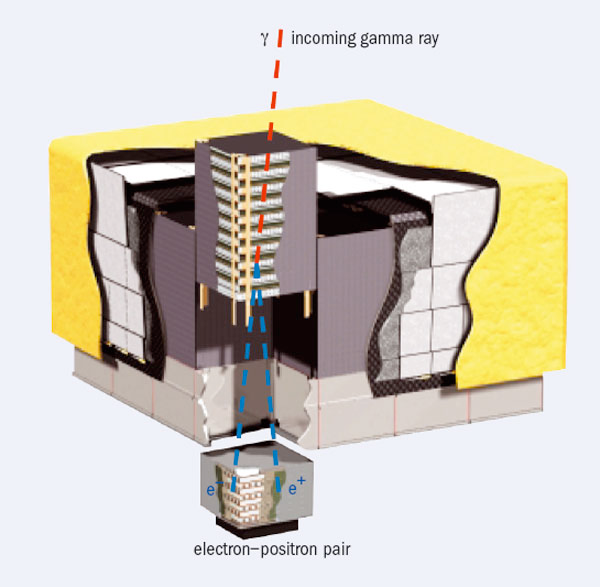 γ incoming gamma ray
e⁻ e⁺
electron–positron pair